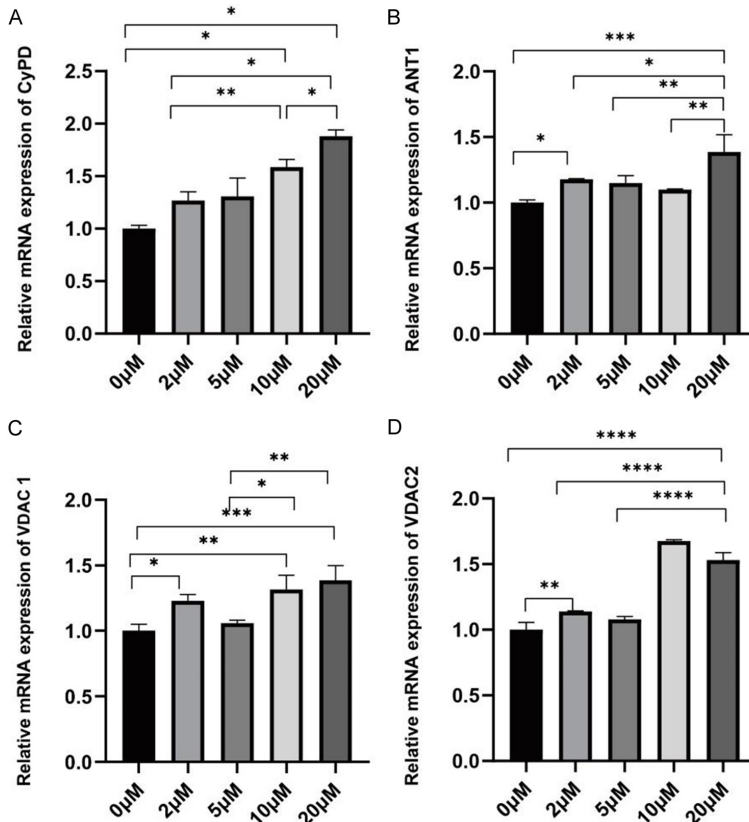 A
Relative mRNA expression of CyPD
2.5
2.0
1.5
1.0
0.5
0.0
*
*
*
**
*
0μM
2μM
5μM
10μM
20μM
B
Relative mRNA expression of ANT1
2.0
1.5
1.0
0.5
0.0
***
*
**
**
*
0μM
2μM
5μM
10μM
20μM
C
Relative mRNA expression of VDAC 1
2.0
1.5
1.0
0.5
0.0
**
*
***
**
*
0μM
2μM
5μM
10μM
20μM
D
Relative mRNA expression of VDAC2
2.0
1.5
1.0
0.5
0.0
****
****
****
**
0μM
2μM
5μM
10μM
20μM